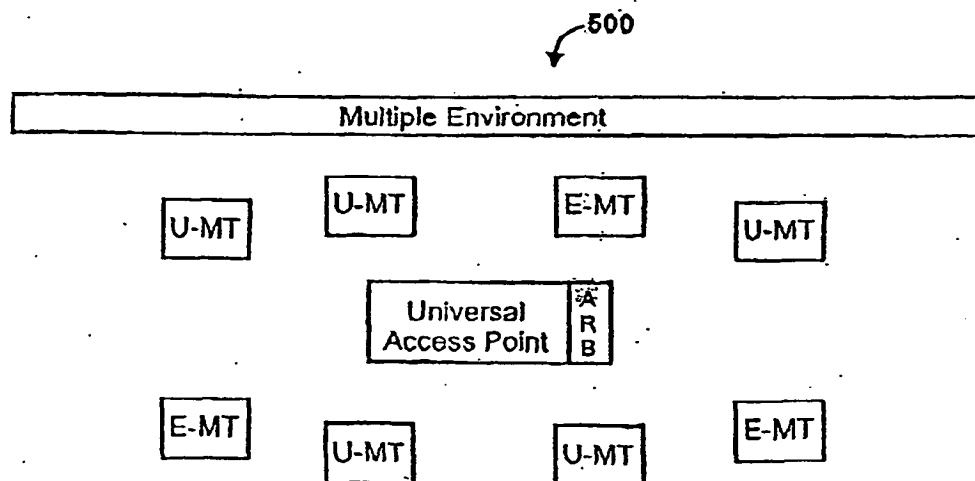 500
Multiple Environment
U-MT
U-MT
E-MT
U-MT
Universal
Access Point
A
R
B
E-MT
U-MT
U-MT
E-MT